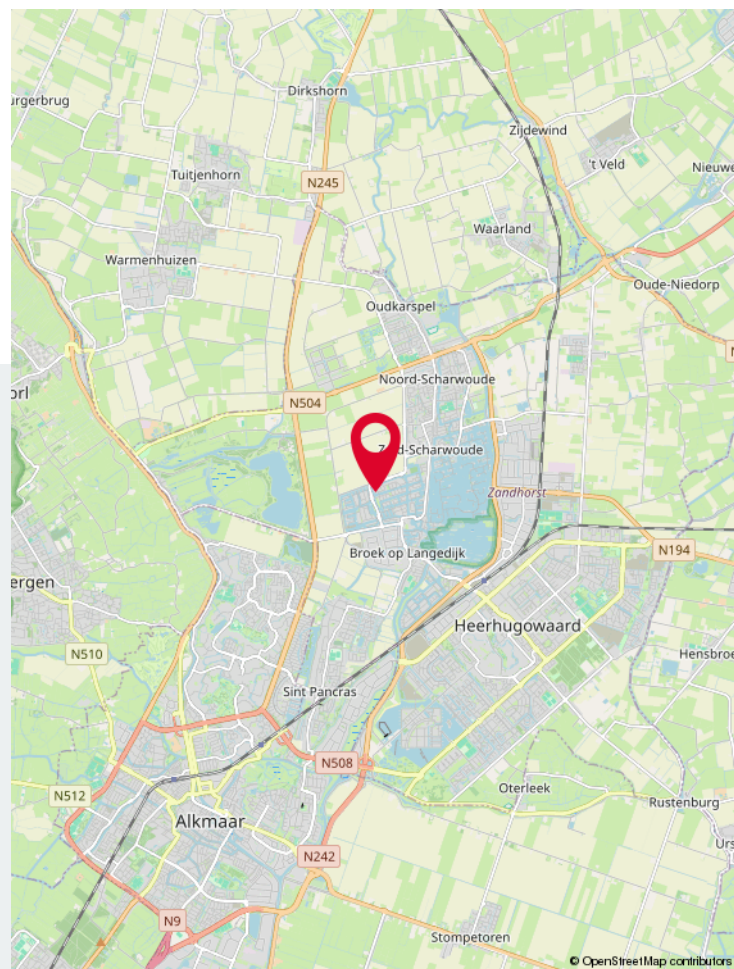 Dirkshorn
urgerbrug
Zijdewind
't Veld
Nieuwe
Tuitjenhorn
N245
Waarland
Warmenhuizen
Oude-Niedorp
Oudkarspel
N
Noord-Scharwoude
orl
N504
d-Scharwoude
Zandhorst
Broek op Langedijk
N194
ergen
Heerhugowaard
N510
Hensbroe
Sint Pancras
N508
Oterleek
N512
Rustenburg
Alkmaar
Urs
N242
N9
Stompetoren
© OpenStreetMap contributors